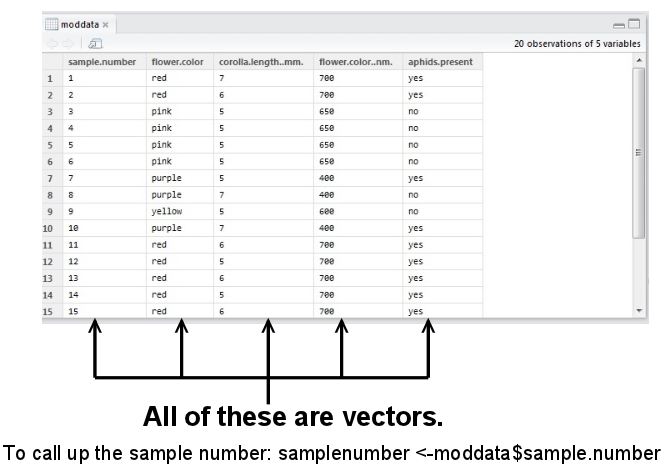 moddata ×
20 observations of 5 variables
sample.number flower.color corolla.length..mm. flower.color..nm. aphids.present
1 1 red 7 700 yes
2 2 red 6 700 yes
3 3 pink 5 650 no
4 4 pink 5 650 no
5 5 pink 5 650 no
6 6 pink 5 650 no
7 7 purple 5 400 yes
8 8 purple 7 400 no
9 9 yellow 5 600 no
10 10 purple 7 400 yes
11 11 red 6 700 yes
12 12 red 5 700 yes
13 13 red 6 700 yes
14 14 red 5 700 yes
15 15 red 6 700 yes
All of these are vectors.
To call up the sample number: samplenumber <-moddata$sample.number